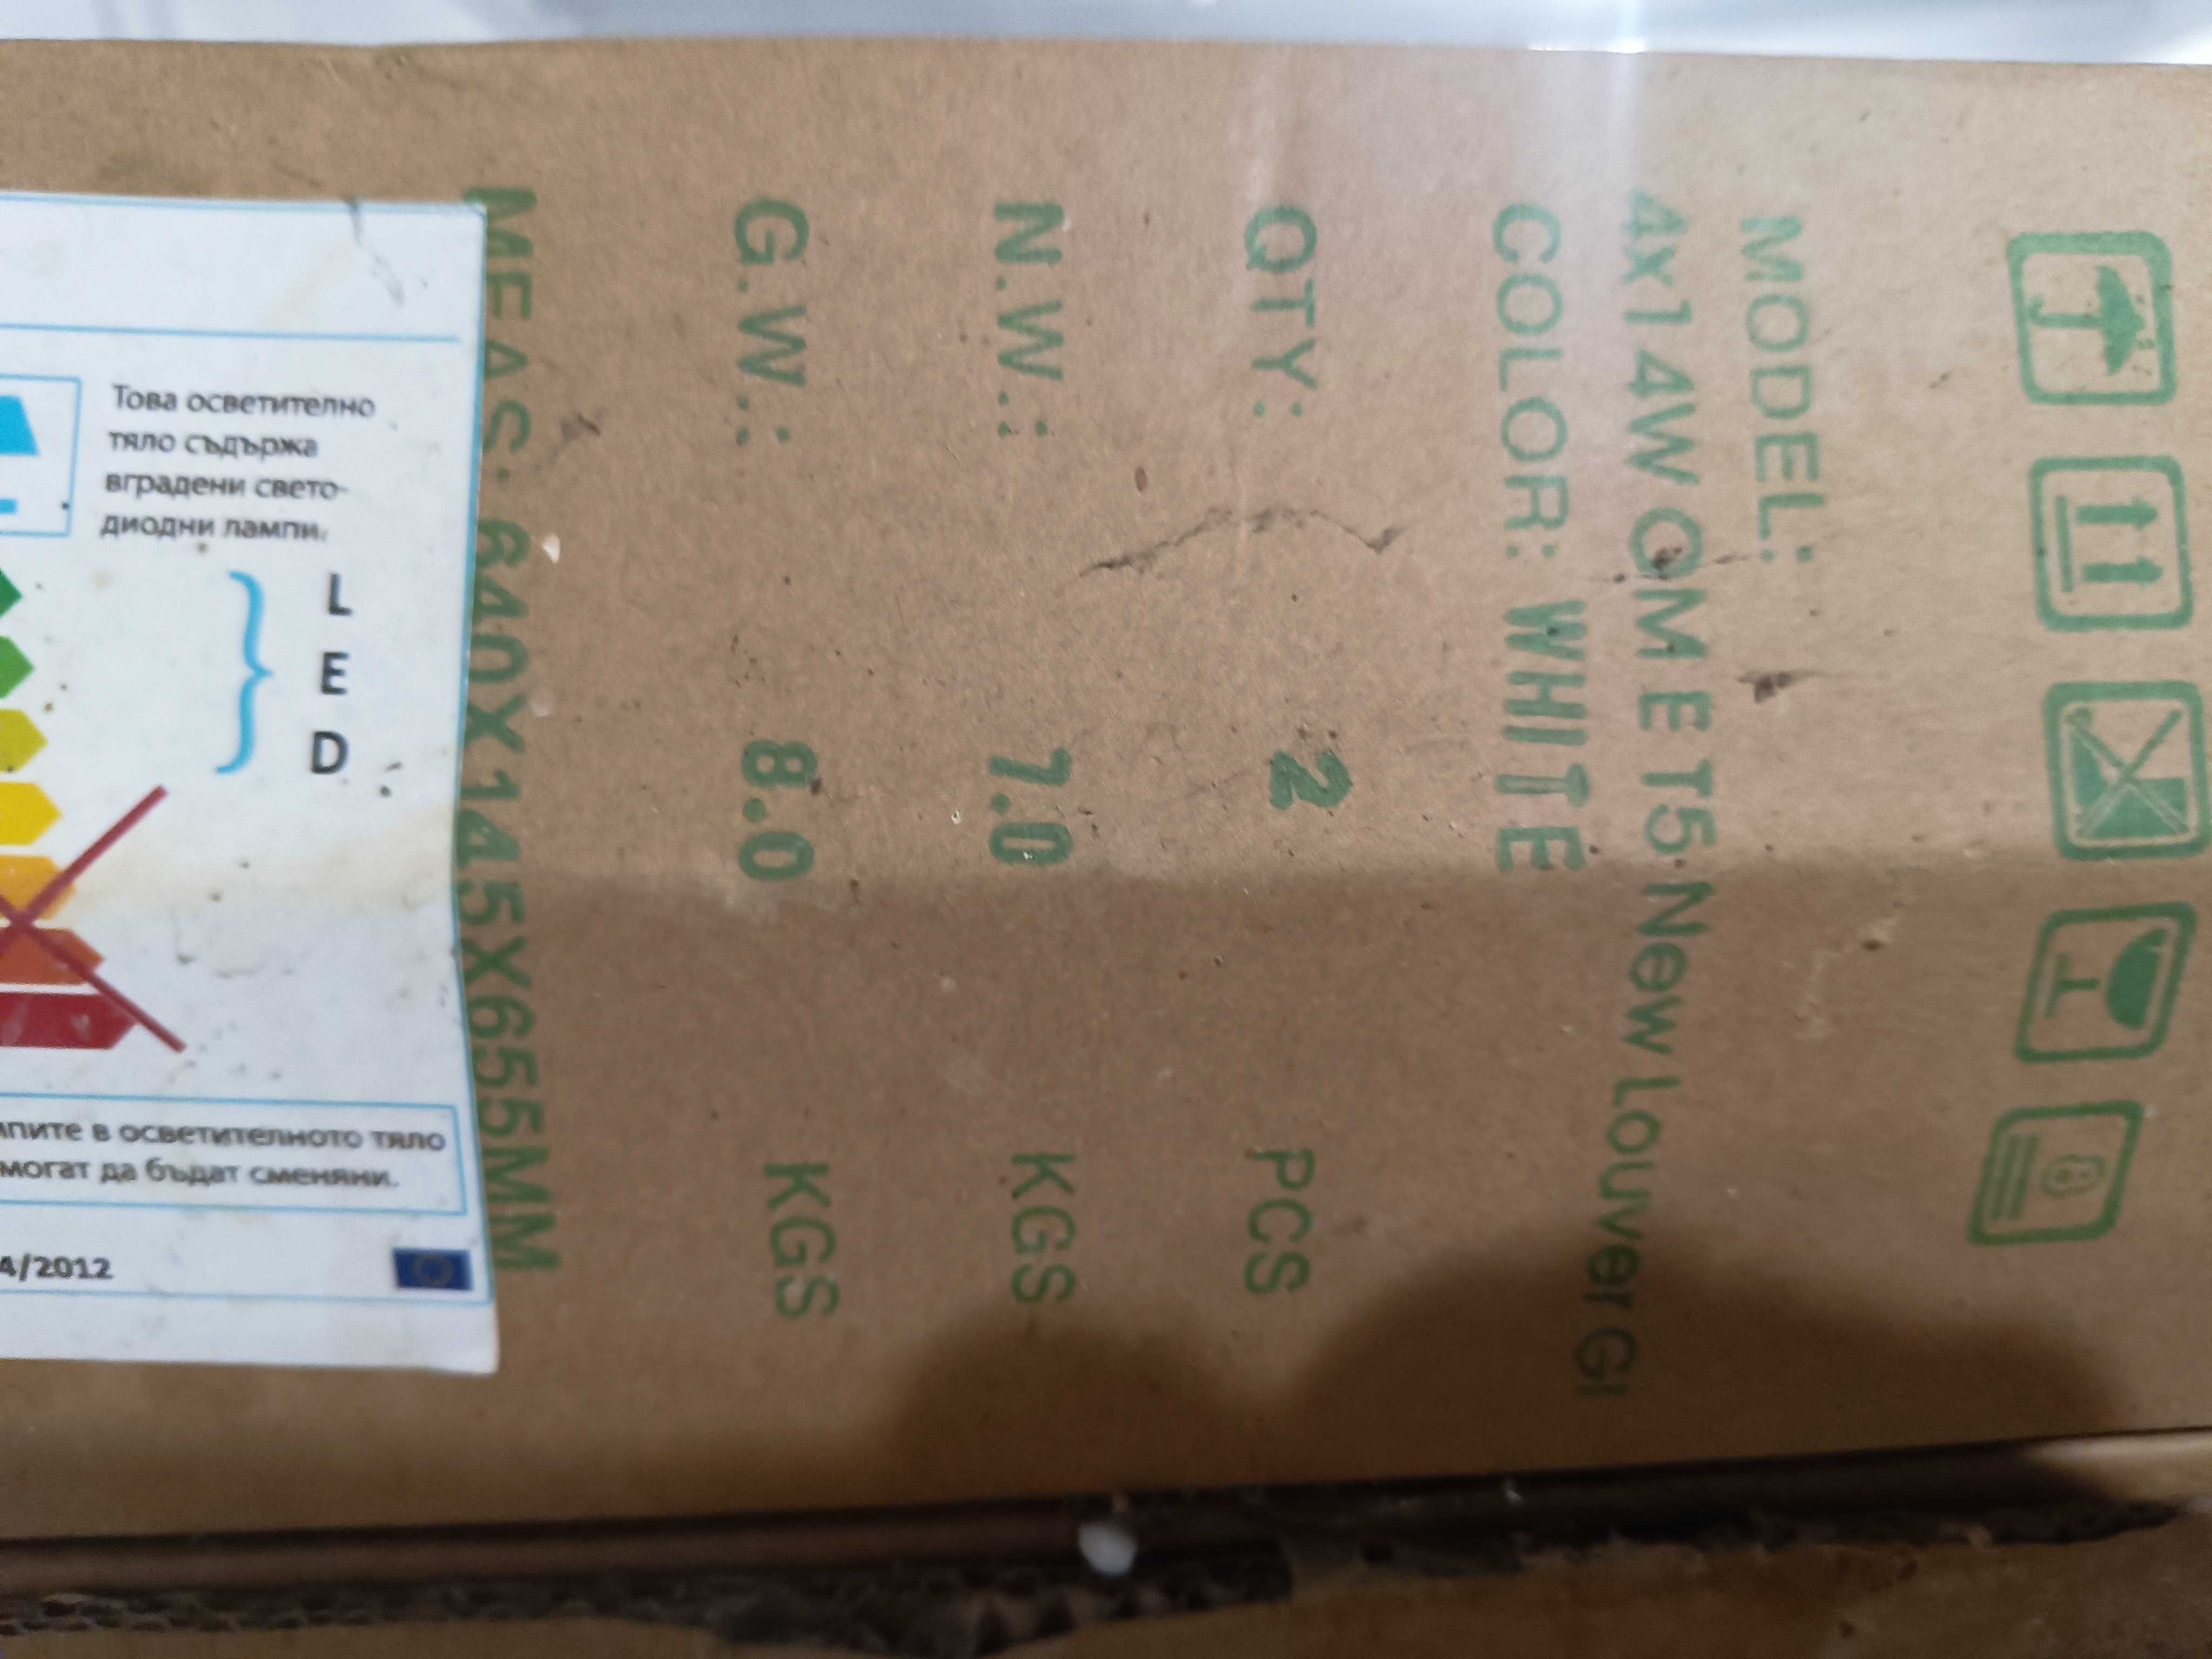 MODEL:
4x14W OM E T5 New Louver GI
COLOR: WHITE
QTY: 2 PCS
N.W.: 7.0 KGS
G.W.: 8.0 KGS
MEAS: 640X145X655MM
Това осветително
тяло съдържа
вградени свето-
диодни лампи.
L
E
D
в осветителното тяло
могат да бъдат сменяни.
4/2012